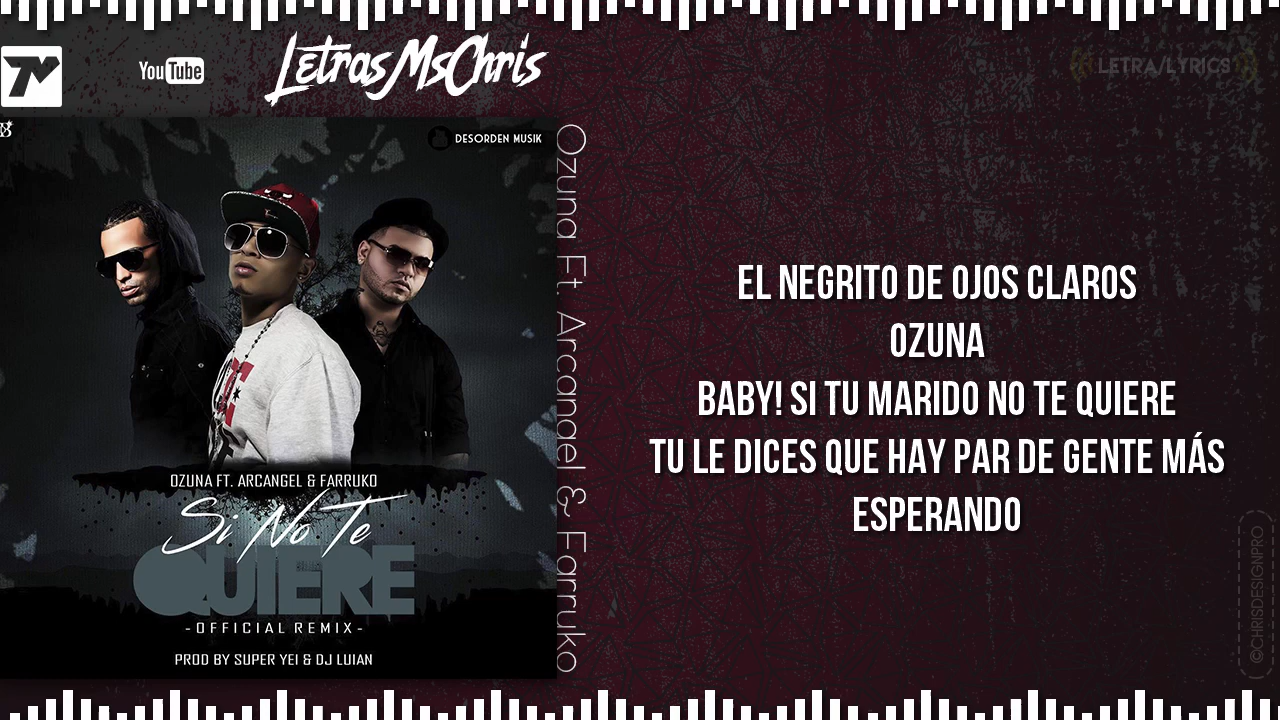 TV
YouTube
LetrasMsChris
LETRA/LYRICS
DESORDEN MUSIK
Ozuna Ft. Arcangel & Farruko
EL NEGRITO DE OJOS CLAROS
OZUNA
BABY! SI TU MARIDO NO TE QUIERE
TU LE DICES QUE HAY PAR DE GENTE MÁS
ESPERANDO
OZUNA FT. ARCANGEL & FARRUKO
Si No Te
QUIERE
-OFFICIAL REMIX-
PROD BY SUPER YEI & DJ LUIAN
©CHRISDESIGNPRO